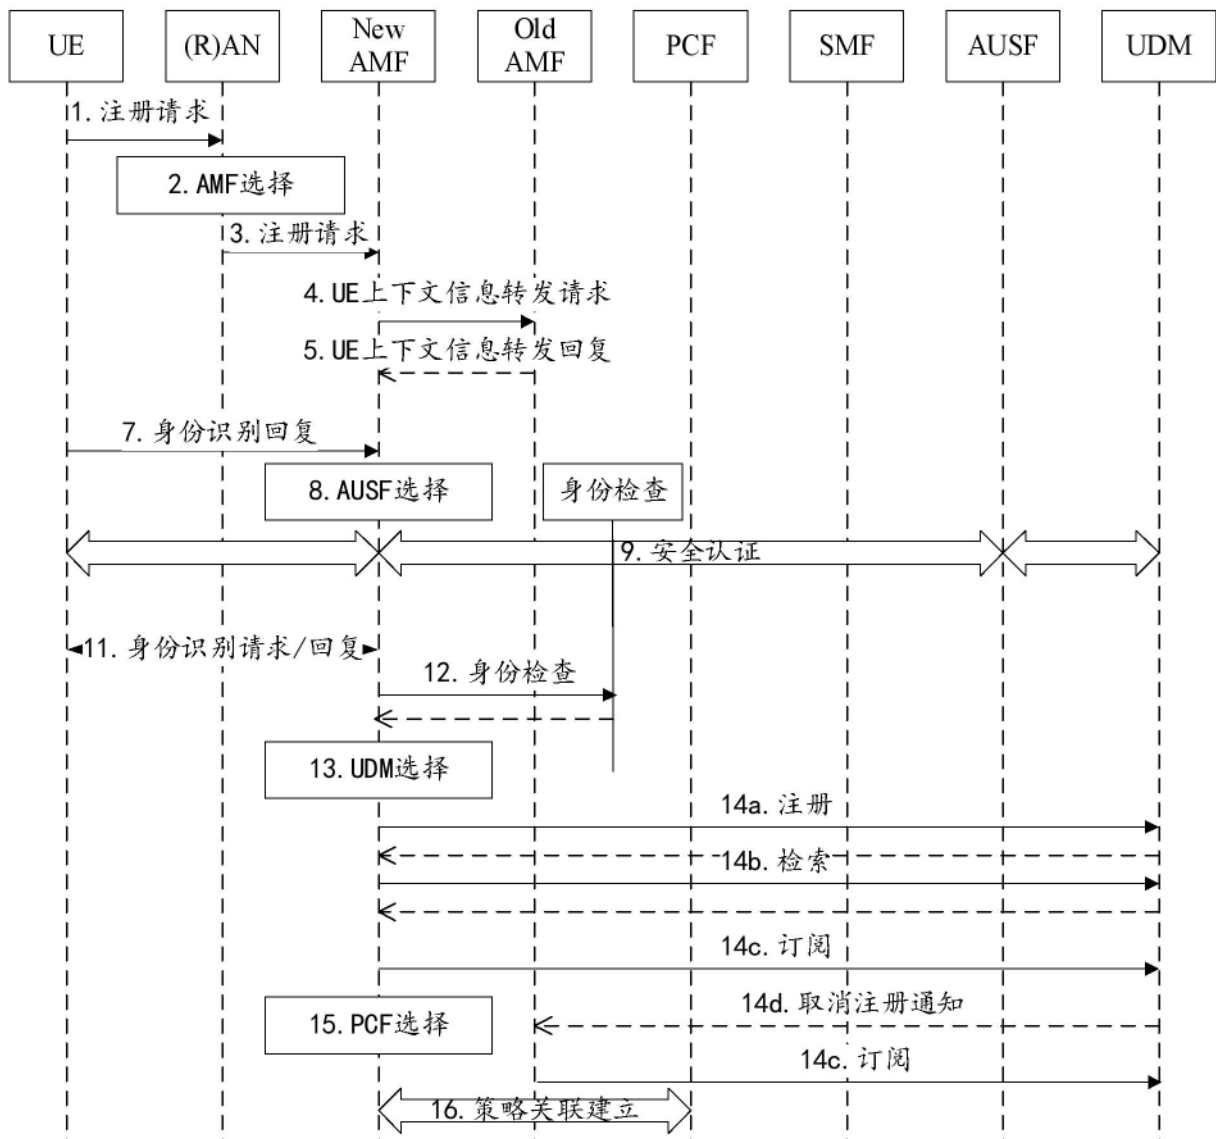 UE
(R)AN
New
AMF
Old
AMF
PCF
SMF
AUSF
UDM
1.注册请求
2.AMF选择
3.注册请求
4.UE上下文信息转发请求
5.UE上下文信息转发回复
7.身份识别回复
8.AUSF选择
身份检查
9.安全认证
11.身份识别请求/回复
12.身份检查
13.UDM选择
14a.注册
14b.检索
14c.订阅
14d.取消注册通知
15.PCF选择
14c.订阅
16.策略关联建立